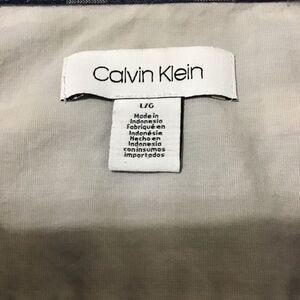 Calvin Klein
L/G
Made in
Indonesia
Fabriqué en
Indonésie
Hecho en
Indonesia
con insumos
importados